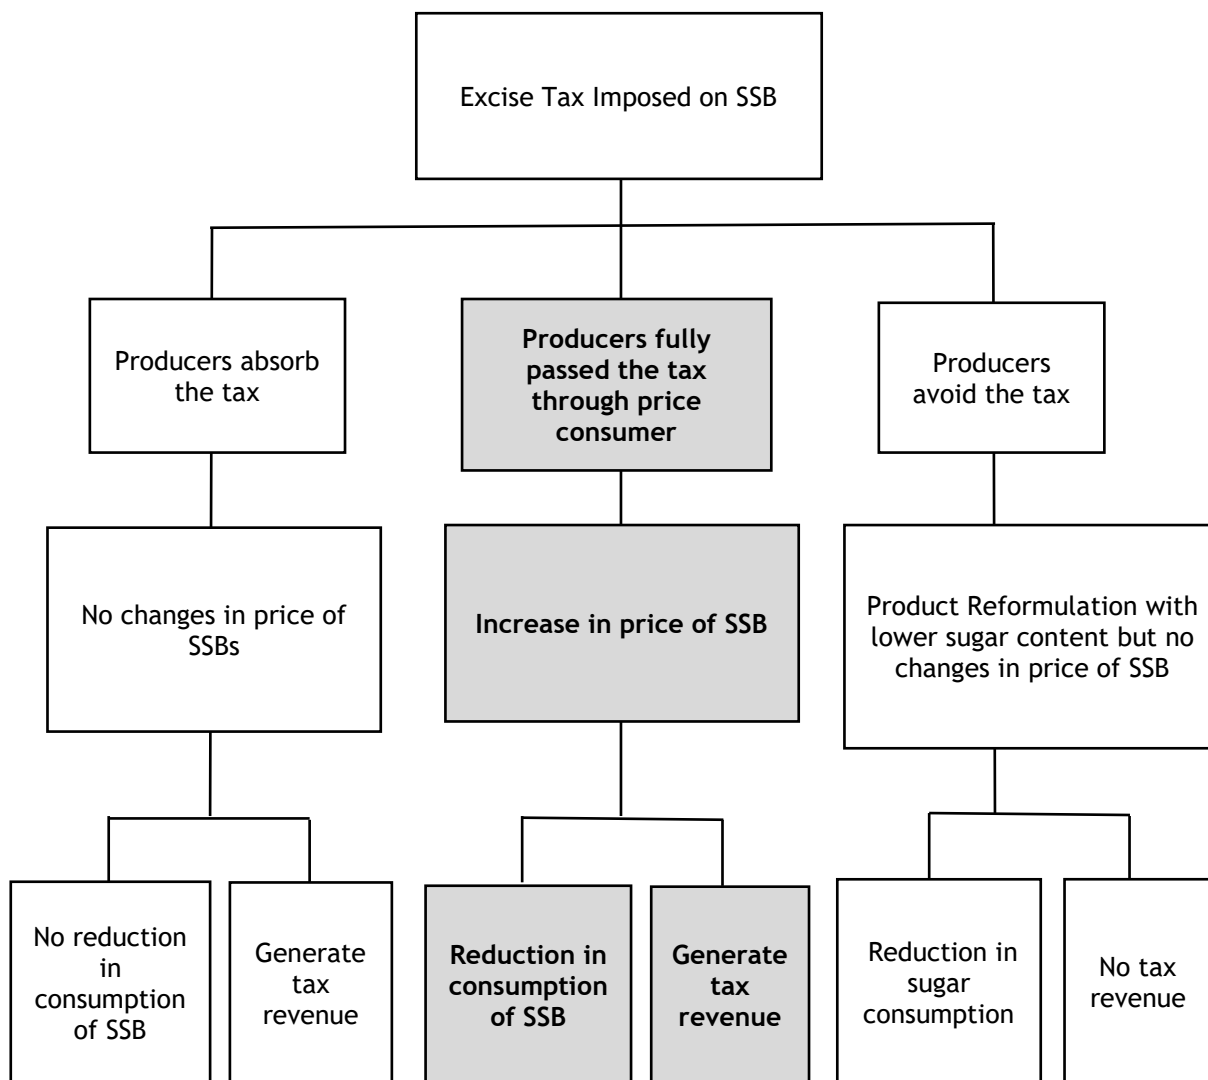 Excise Tax Imposed on SSB
Producers absorb
the tax
Producers fully
passed the tax
through price
consumer
Producers
avoid the tax
No changes in price of
SSBs
Increase in price of SSB
Product Reformulation with
lower sugar content but no
changes in price of SSB
No reduction
in
consumption
of SSB
Generate
tax
revenue
Reduction in
consumption
of SSB
Generate
tax
revenue
Reduction in
sugar
consumption
No tax
revenue